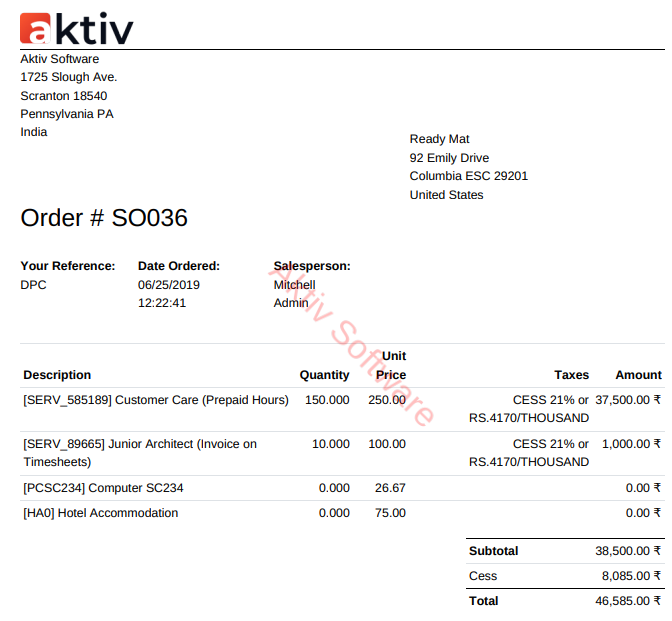 aktiv
Aktiv Software
1725 Slough Ave.
Scranton 18540
Pennsylvania PA
India
Ready Mat
92 Emily Drive
Columbia ESC 29201
United States
Order # SO036
Your Reference: Date Ordered: Salesperson:
DPC 06/25/2019 Mitchell
12:22:41 Admin
Aktiv Software
Unit
Description Quantity Price Taxes Amount
[SERV_585189] Customer Care (Prepaid Hours) 150.000 250.00 CESS 21% or 37,500.00 ₹
RS.4170/THOUSAND
[SERV_89665] Junior Architect (Invoice on 10.000 100.00 CESS 21% or 1,000.00 ₹
Timesheets) RS.4170/THOUSAND
[PCSC234] Computer SC234 0.000 26.67 0.00 ₹
[HA0] Hotel Accommodation 0.000 75.00 0.00 ₹
Subtotal 38,500.00 ₹
Cess 8,085.00 ₹
Total 46,585.00 ₹